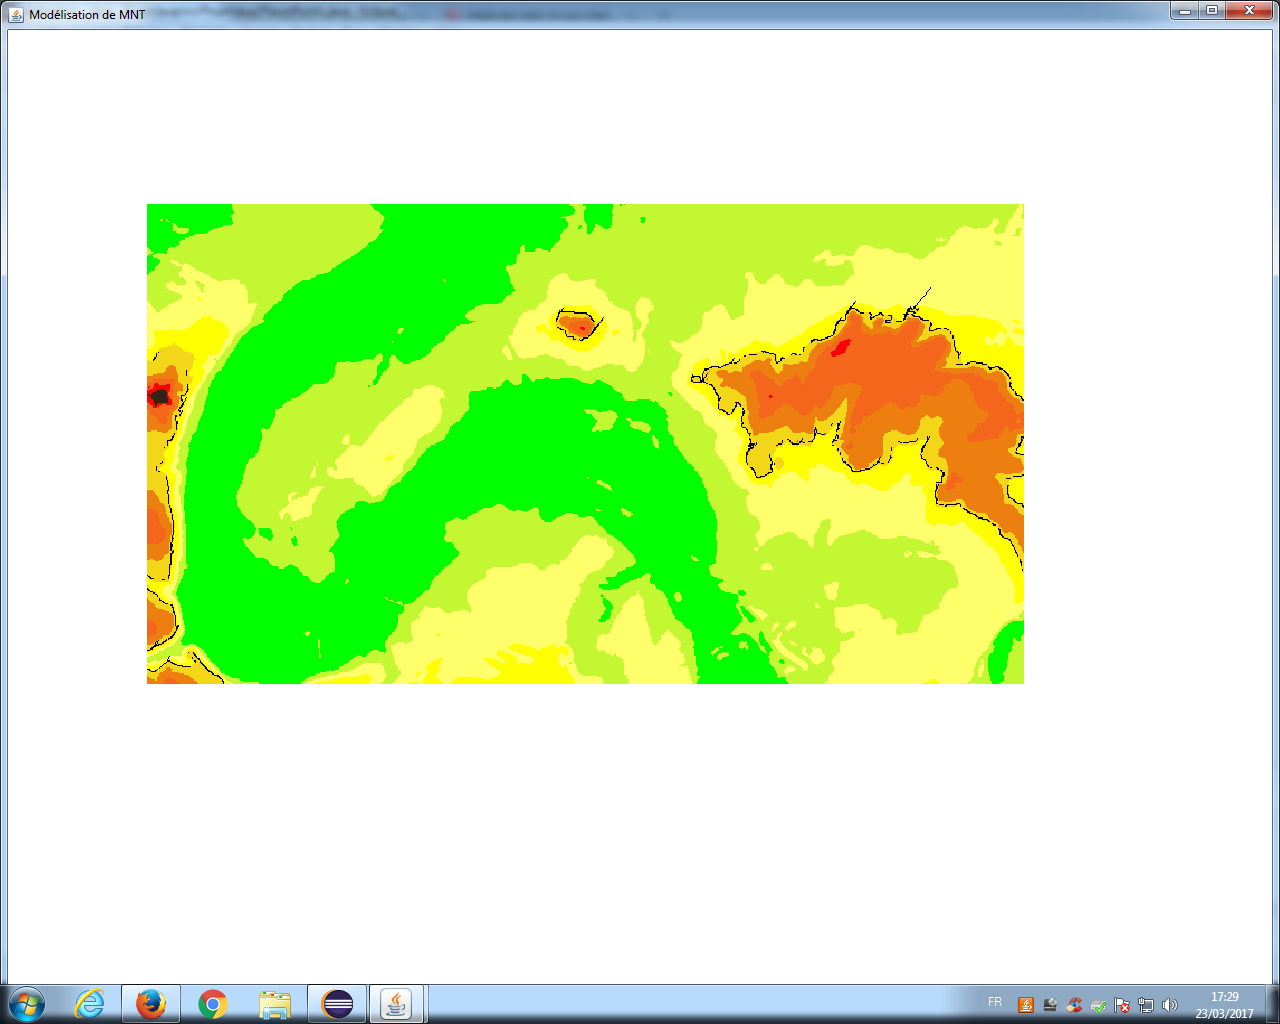 Modélisation de MNT
FR
17:29
23/03/2017